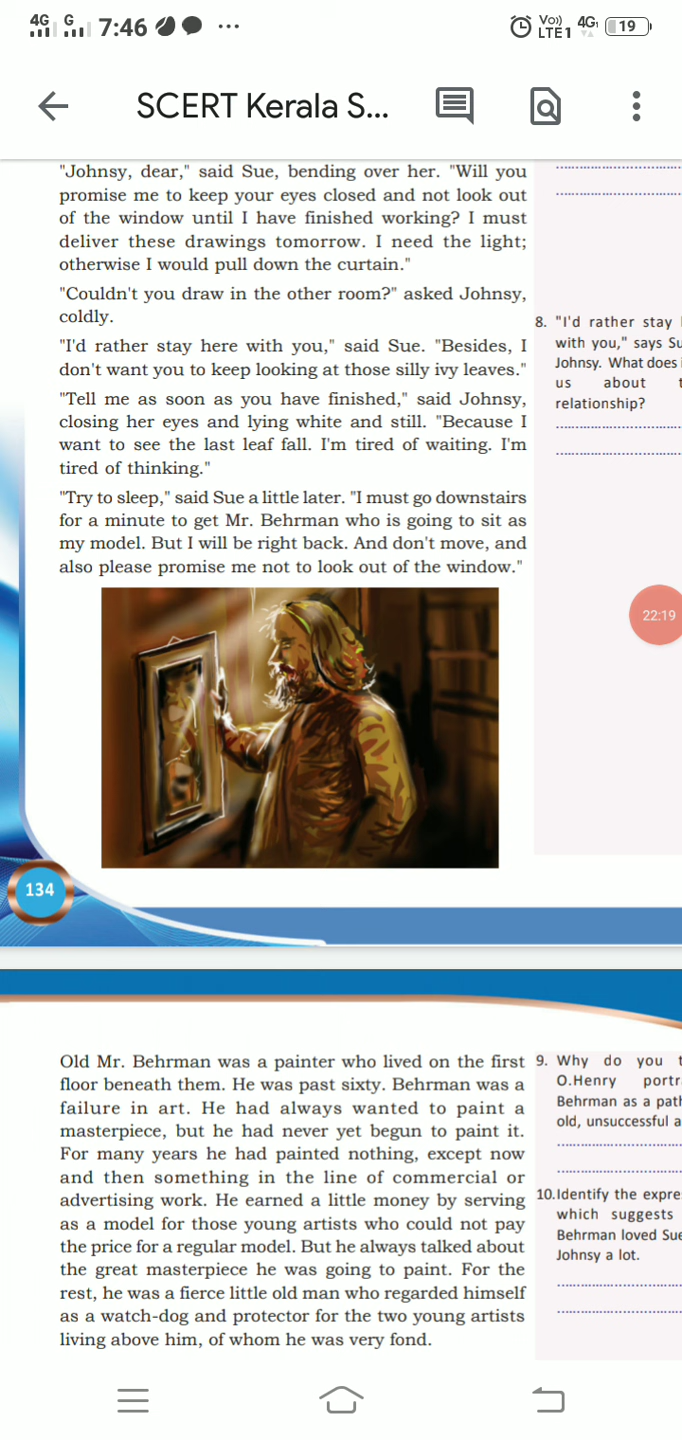 4G G 7:46 ... Vo)) LTE1 4G 19
SCERT Kerala S...
"Johnsy, dear," said Sue, bending over her. "Will you
promise me to keep your eyes closed and not look out
of the window until I have finished working? I must
deliver these drawings tomorrow. I need the light;
otherwise I would pull down the curtain."
"Couldn't you draw in the other room?" asked Johnsy,
coldly.
"I'd rather stay here with you," said Sue. "Besides, I
don't want you to keep looking at those silly ivy leaves."
"Tell me as soon as you have finished," said Johnsy,
closing her eyes and lying white and still. "Because I
want to see the last leaf fall. I'm tired of waiting. I'm
tired of thinking."
"Try to sleep," said Sue a little later. "I must go downstairs
for a minute to get Mr. Behrman who is going to sit as
my model. But I will be right back. And don't move, and
also please promise me not to look out of the window."
8. "I'd rather stay
with you," says Su
Johnsy. What does
us about t
relationship?
22:19
134
Old Mr. Behrman was a painter who lived on the first
floor beneath them. He was past sixty. Behrman was a
failure in art. He had always wanted to paint a
masterpiece, but he had never yet begun to paint it.
For many years he had painted nothing, except now
and then something in the line of commercial or
advertising work. He earned a little money by serving
as a model for those young artists who could not pay
the price for a regular model. But he always talked about
the great masterpiece he was going to paint. For the
rest, he was a fierce little old man who regarded himself
as a watch-dog and protector for the two young artists
living above him, of whom he was very fond.
9. Why do you t
O.Henry portr
Behrman as a path
old, unsuccessful a
10.Identify the expre
which suggests
Behrman loved Sue
Johnsy a lot.